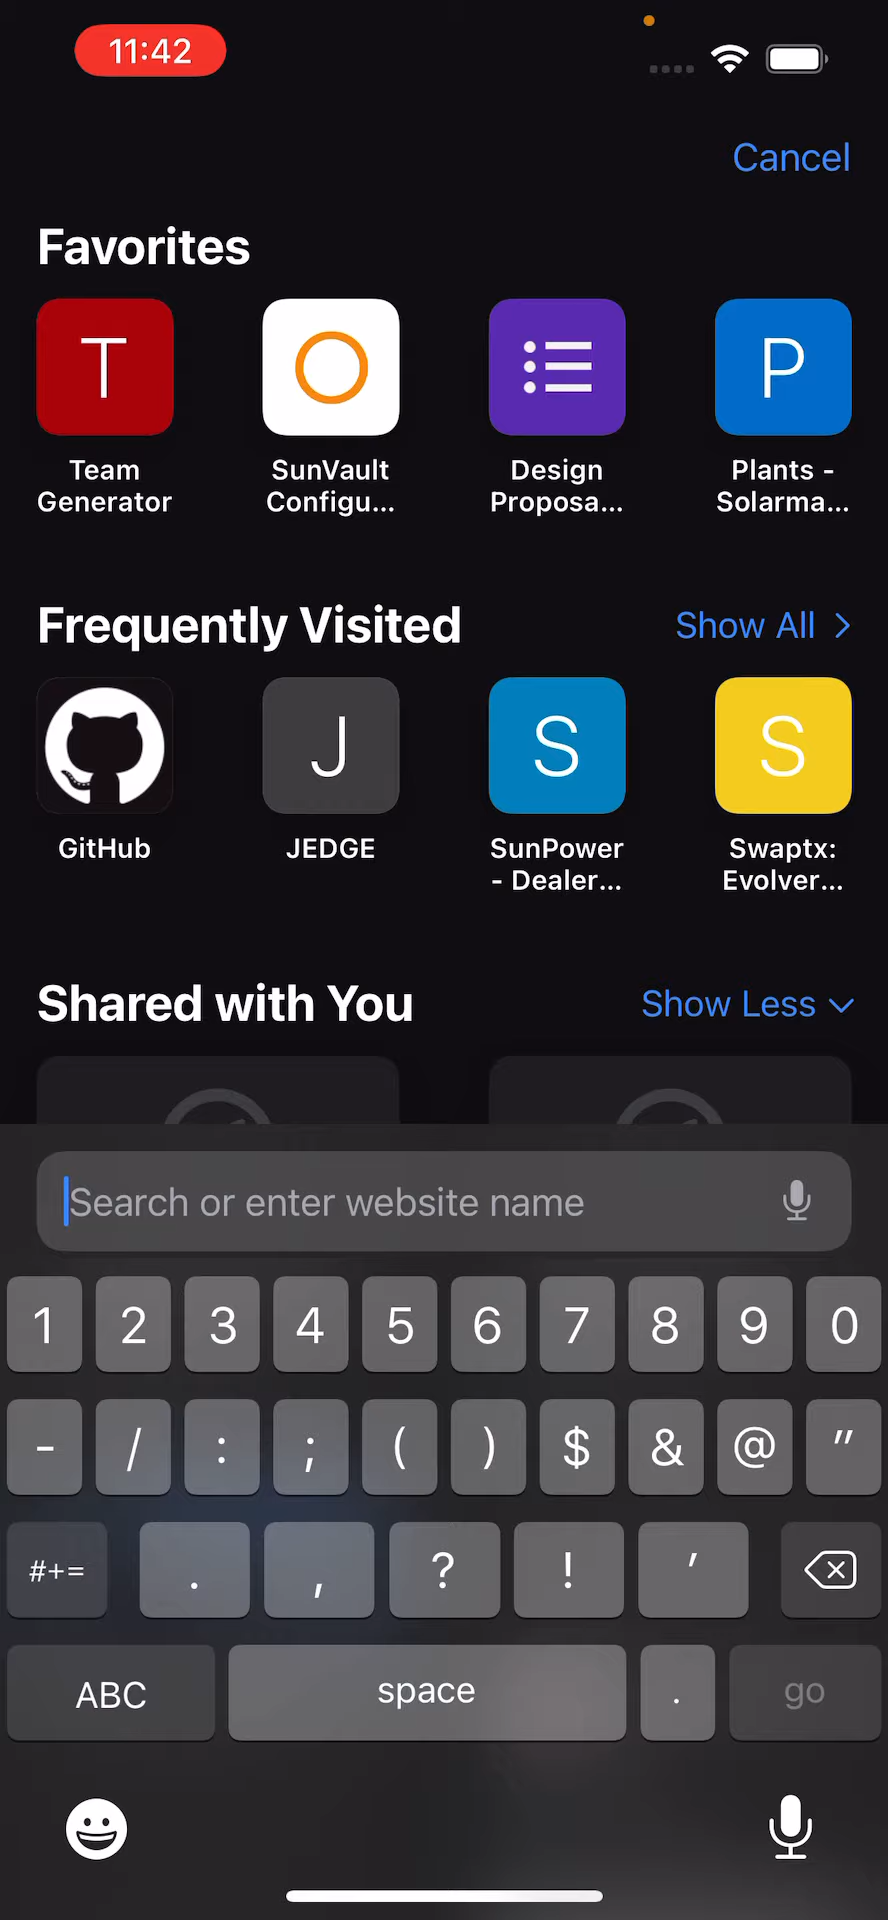 11:42
Cancel
Favorites
T
P
Team Generator
SunVault Configu...
Design Proposa...
Plants - Solarma...
Frequently Visited
Show All
J
S
S
GitHub
JEDGE
SunPower - Dealer...
Swaptx: Evolver...
Shared with You
Show Less
Search or enter website name
1 2 3 4 5 6 7 8 9 0
- / : ; ( ) $ & @ "
#+= . , ? ! '
ABC space . go